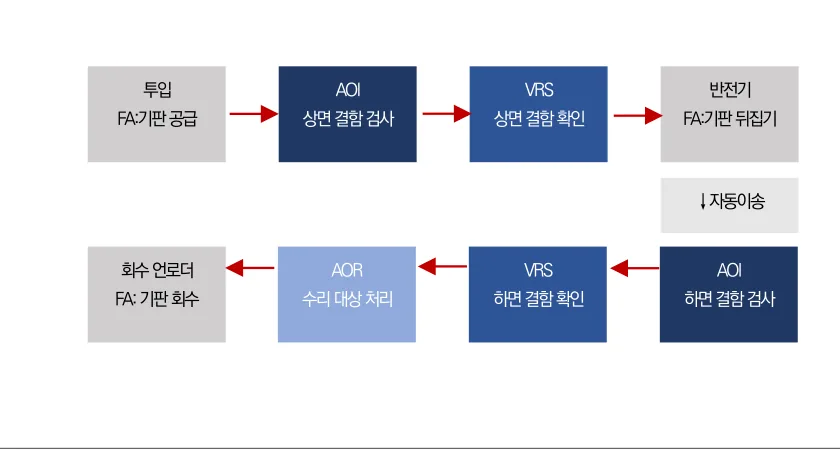 투입
FA:기판 공급
AOI
상면 결함 검사
VRS
상면 결함 확인
반전기
FA:기판 뒤집기
↓자동이송
회수 언로더
FA: 기판 회수
AOR
수리 대상 처리
VRS
하면 결함 확인
AOI
하면 결함 검사